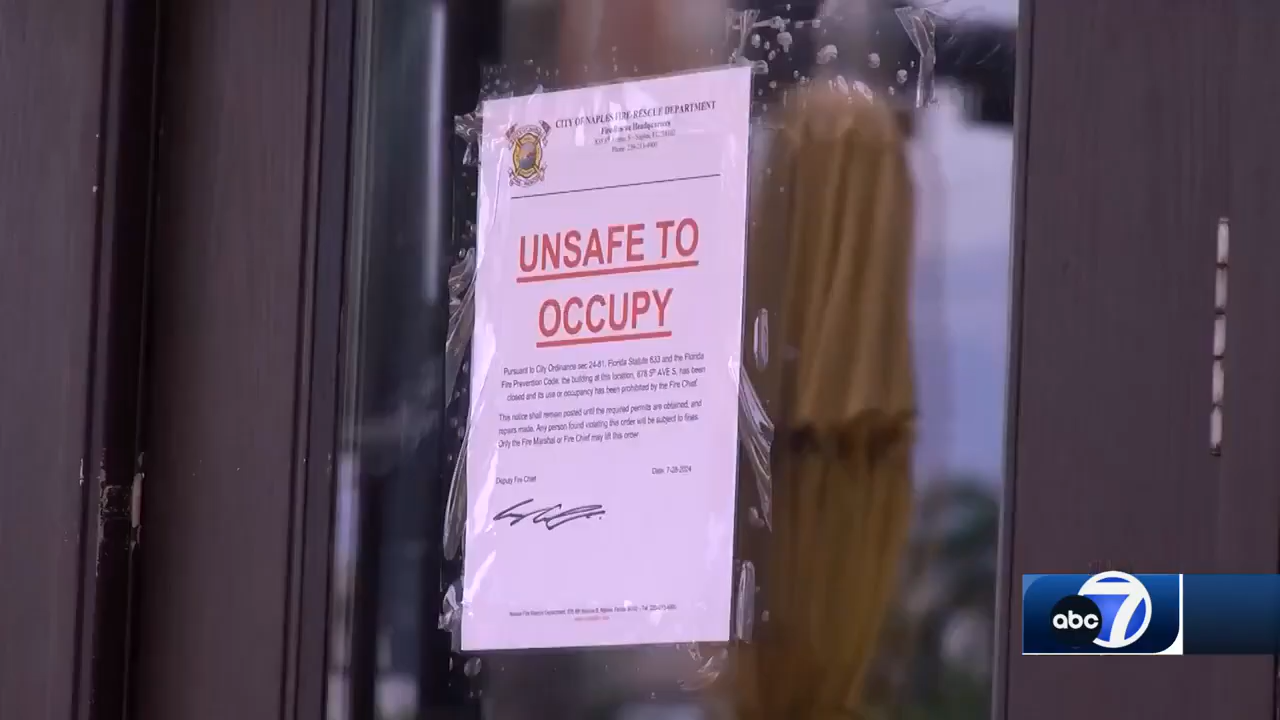 CITY OF NAPLES FIRE-RESCUE DEPARTMENT
Fire-Rescue Headquarters
UNSAFE TO
OCCUPY
Pursuant to City Ordinance sec 24-81, Florida Statute 633 and the Florida
Fire Prevention Code, the building at this location, 878 5th AVE S, has been
closed and its use or occupancy has been prohibited by the Fire Chief.
This notice shall remain posted until the required permits are obtained, and
repairs made. Any person found violating this order will be subject to fines.
Only the Fire Marshal or Fire Chief may lift this order
Deputy Fire Chief
Date: 7-28-2024
abc 7